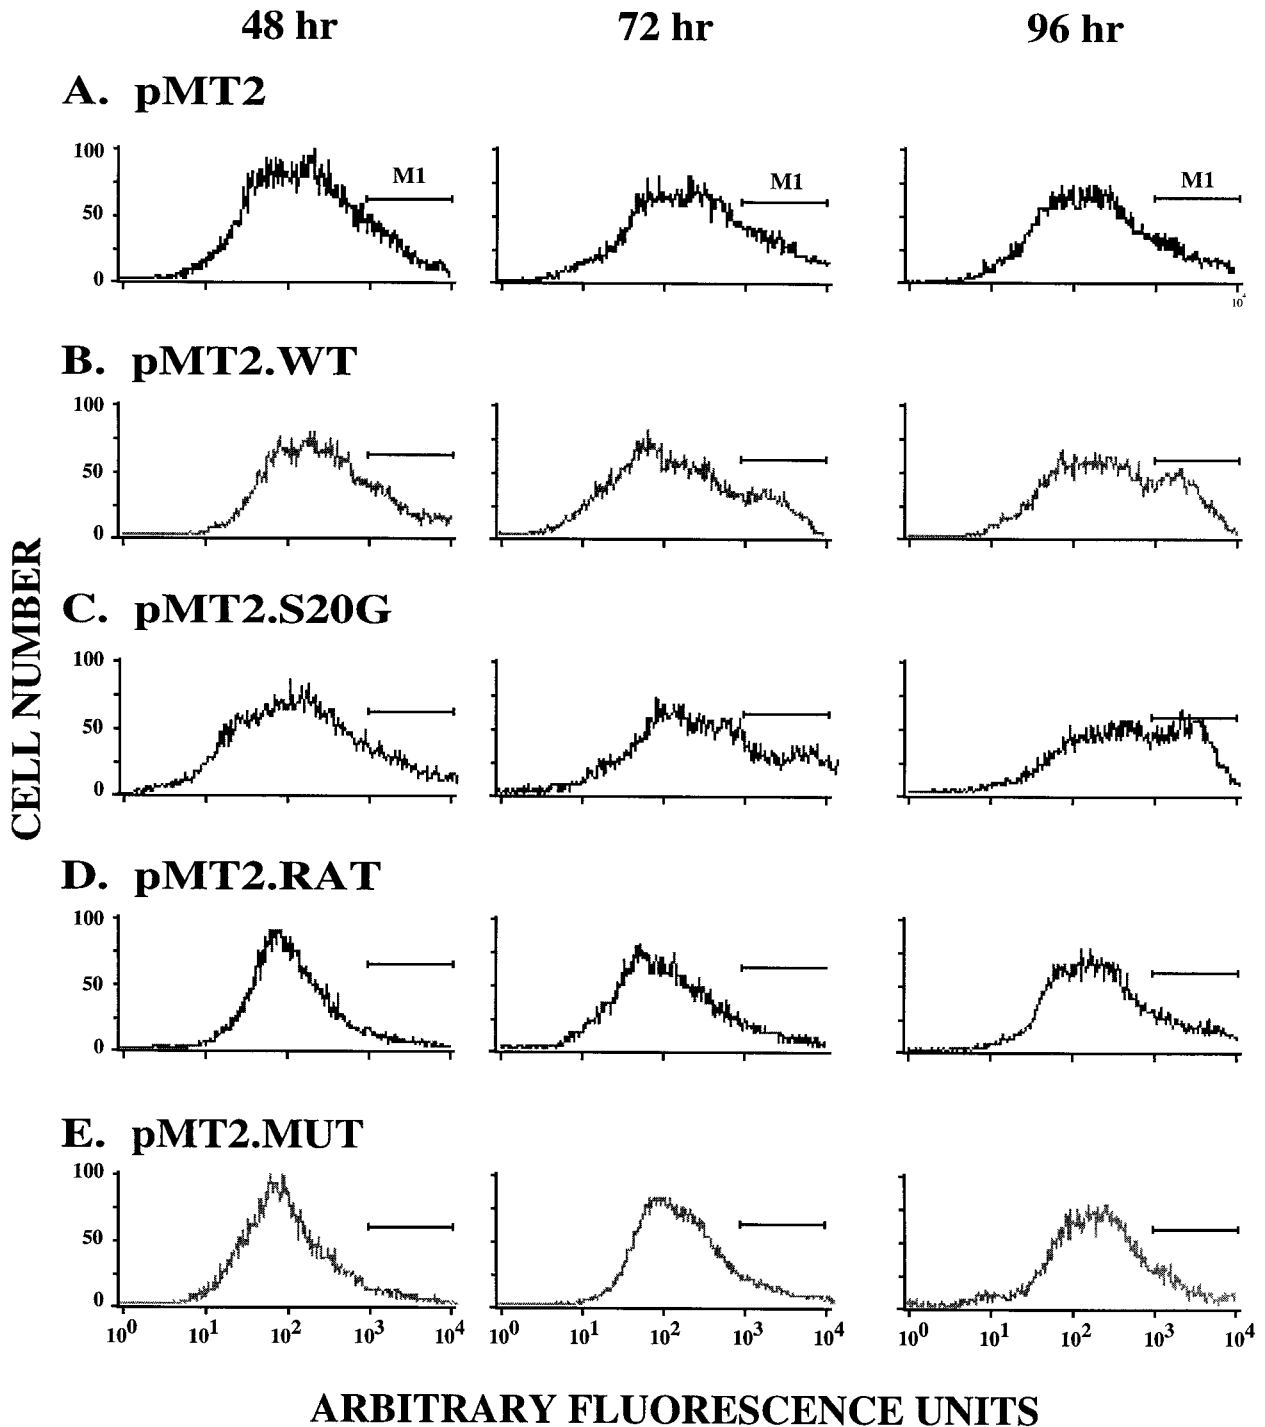 48 hr 72 hr 96 hr
A. pMT2
100
50
0
M1
M1
M1
10⁴
B. pMT2.WT
100
50
0
C. pMT2.S20G
100
50
0
D. pMT2.RAT
100
50
0
E. pMT2.MUT
100
50
0
10⁰ 10¹ 10² 10³ 10⁴ 10⁰ 10¹ 10² 10³ 10⁴ 10⁰ 10¹ 10² 10³ 10⁴
CELL NUMBER
ARBITRARY FLUORESCENCE UNITS